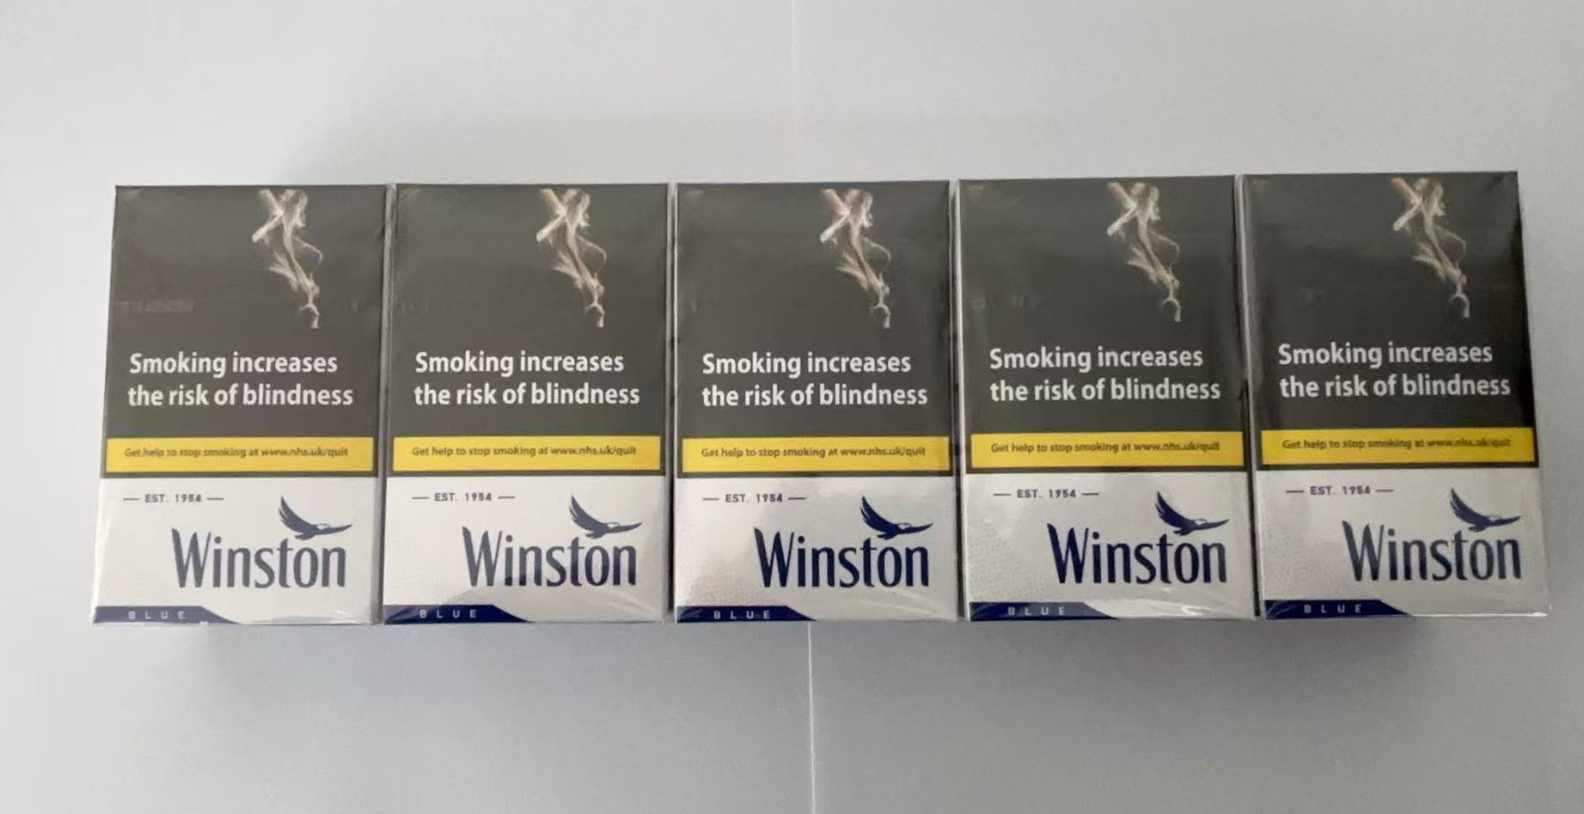 Smoking increases
the risk of blindness
Get help to stop smoking at www.nhs.uk/quit
EST. 1954
Winston
BLUE
Smoking increases
the risk of blindness
Get help to stop smoking at www.nhs.uk/quit
EST. 1954
Winston
BLUE
Smoking increases
the risk of blindness
Get help to stop smoking at www.nhs.uk/quit
EST. 1954
Winston
BLUE
Smoking increases
the risk of blindness
Get help to stop smoking at www.nhs.uk/quit
EST. 1954
Winston
BLUE
Smoking increases
the risk of blindness
Get help to stop smoking at www.nhs.uk/quit
EST. 1954
Winston
BLUE